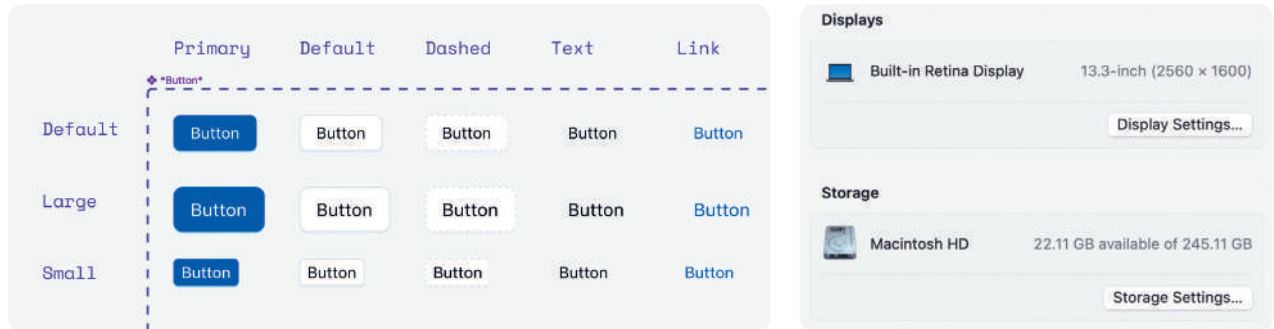 Primary Default Dashed Text Link
*Button*
Default Button Button Button Button Button
Large Button Button Button Button Button
Small Button Button Button Button Button
Displays
Built-in Retina Display 13.3-inch (2560 × 1600)
Display Settings...
Storage
Macintosh HD 22.11 GB available of 245.11 GB
Storage Settings...